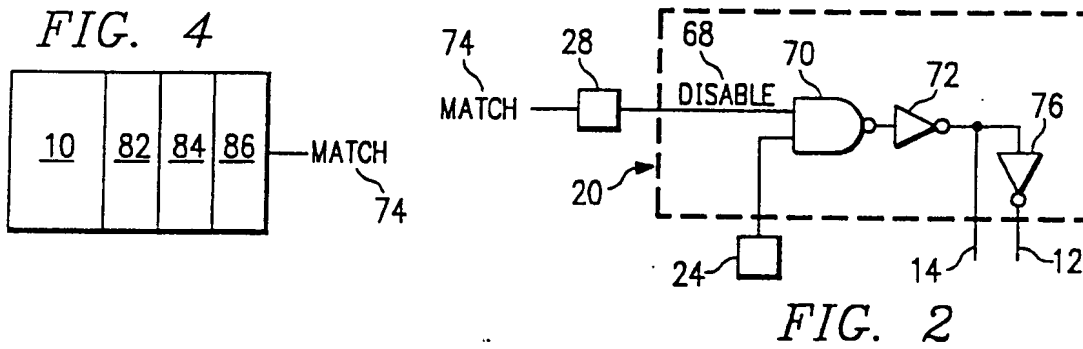 FIG. 4
10 82 84 86 MATCH
74
74 28 68 70 72 76
MATCH DISABLE
20
24 14 12
FIG. 2